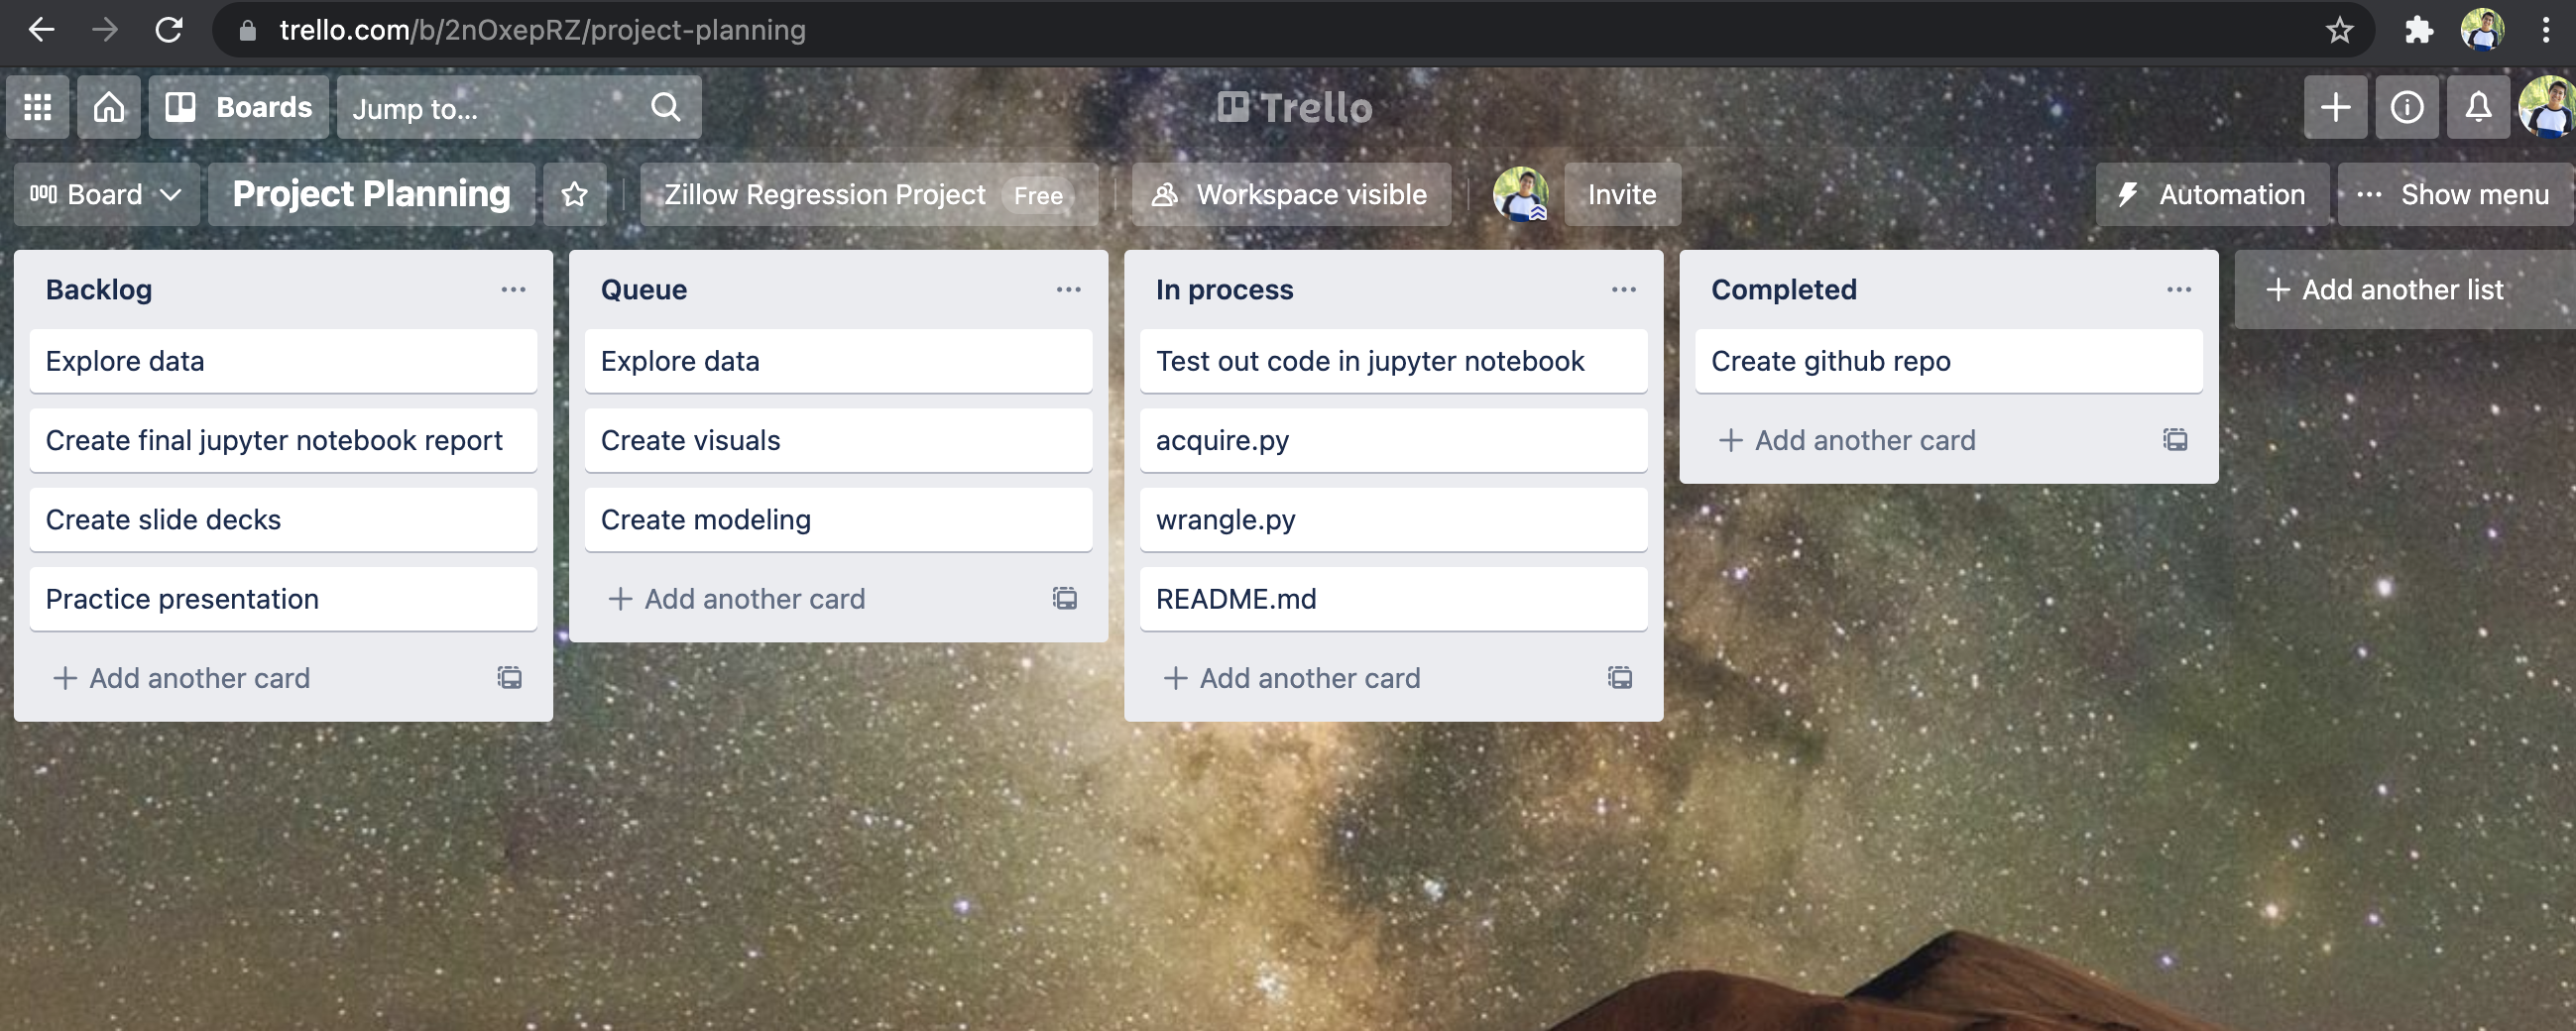 trello.com/b/2nOxepRZ/project-planning
Boards
Jump to...
Trello
Board
Project Planning
Zillow Regression Project
Free
Workspace visible
Invite
Automation
Show menu
Backlog
Explore data
Create final jupyter notebook report
Create slide decks
Practice presentation
Add another card
Queue
Explore data
Create visuals
Create modeling
Add another card
In process
Test out code in jupyter notebook
acquire.py
wrangle.py
README.md
Add another card
Completed
Create github repo
Add another card
Add another list